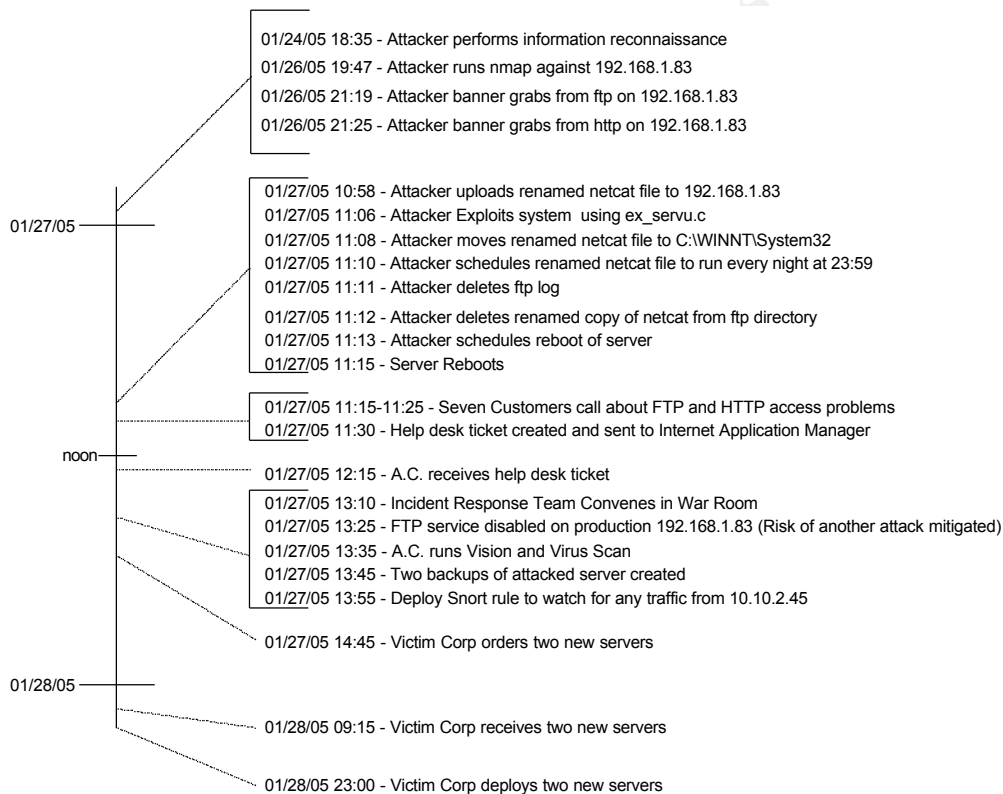 01/24/05 18:35 - Attacker performs information reconnaissance
01/26/05 19:47 - Attacker runs nmap against 192.168.1.83
01/26/05 21:19 - Attacker banner grabs from ftp on 192.168.1.83
01/26/05 21:25 - Attacker banner grabs from http on 192.168.1.83
01/27/05
01/27/05 10:58 - Attacker uploads renamed netcat file to 192.168.1.83
01/27/05 11:06 - Attacker Exploits system using ex_servu.c
01/27/05 11:08 - Attacker moves renamed netcat file to C:\WINNT\System32
01/27/05 11:10 - Attacker schedules renamed netcat file to run every night at 23:59
01/27/05 11:11 - Attacker deletes ftp log
01/27/05 11:12 - Attacker deletes renamed copy of netcat from ftp directory
01/27/05 11:13 - Attacker schedules reboot of server
01/27/05 11:15 - Server Reboots
01/27/05 11:15-11:25 - Seven Customers call about FTP and HTTP access problems
01/27/05 11:30 - Help desk ticket created and sent to Internet Application Manager
noon
01/27/05 12:15 - A.C. receives help desk ticket
01/27/05 13:10 - Incident Response Team Convenes in War Room
01/27/05 13:25 - FTP service disabled on production 192.168.1.83 (Risk of another attack mitigated)
01/27/05 13:35 - A.C. runs Vision and Virus Scan
01/27/05 13:45 - Two backups of attacked server created
01/27/05 13:55 - Deploy Snort rule to watch for any traffic from 10.10.2.45
01/27/05 14:45 - Victim Corp orders two new servers
01/28/05
01/28/05 09:15 - Victim Corp receives two new servers
01/28/05 23:00 - Victim Corp deploys two new servers